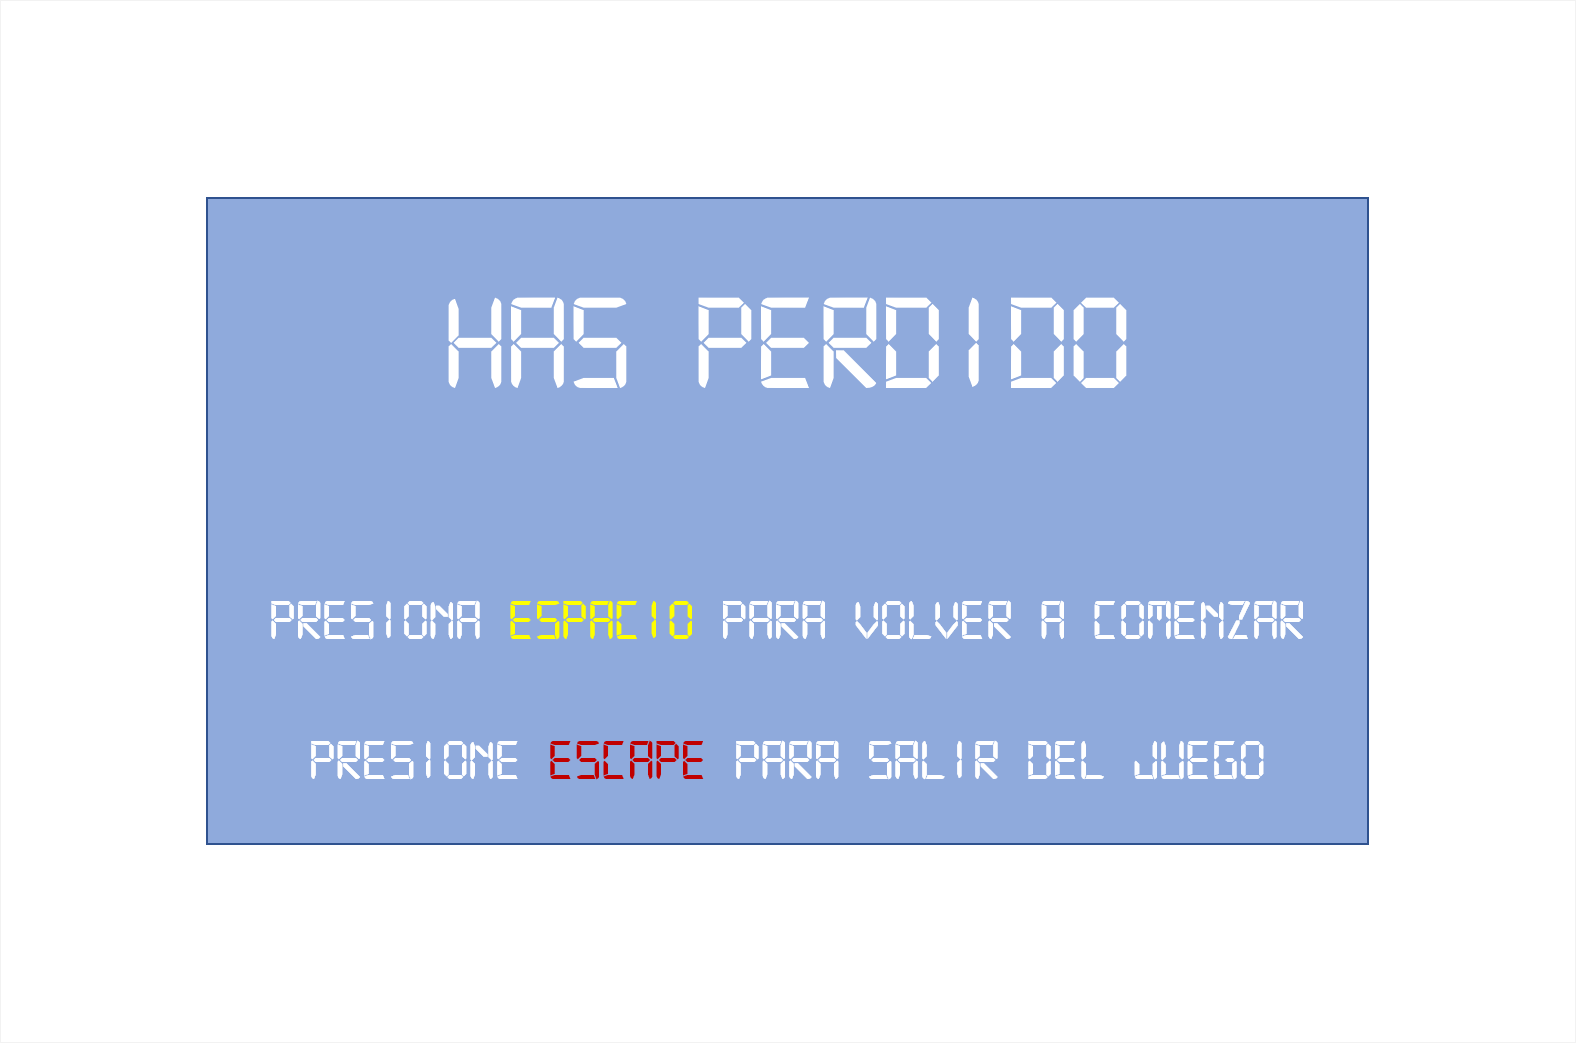 HAS PERDIDO
PRESIONA ESPACIO PARA VOLVER A COMENZAR
PRESIONE ESCAPE PARA SALIR DEL JUEGO